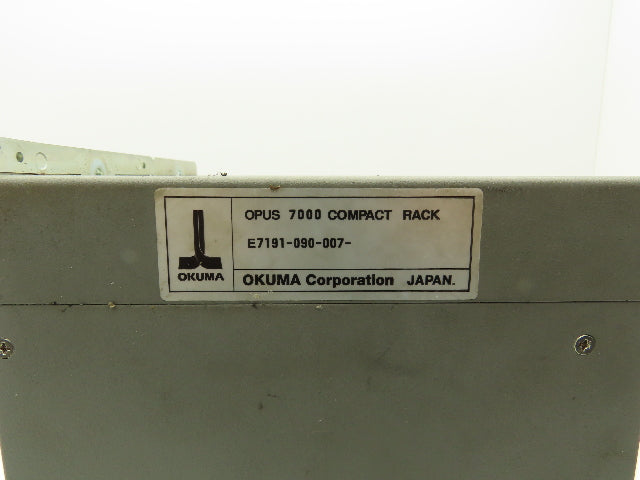 OPUS 7000 COMPACT RACK
E7191-090-007-
OKUMA
OKUMA Corporation JAPAN.